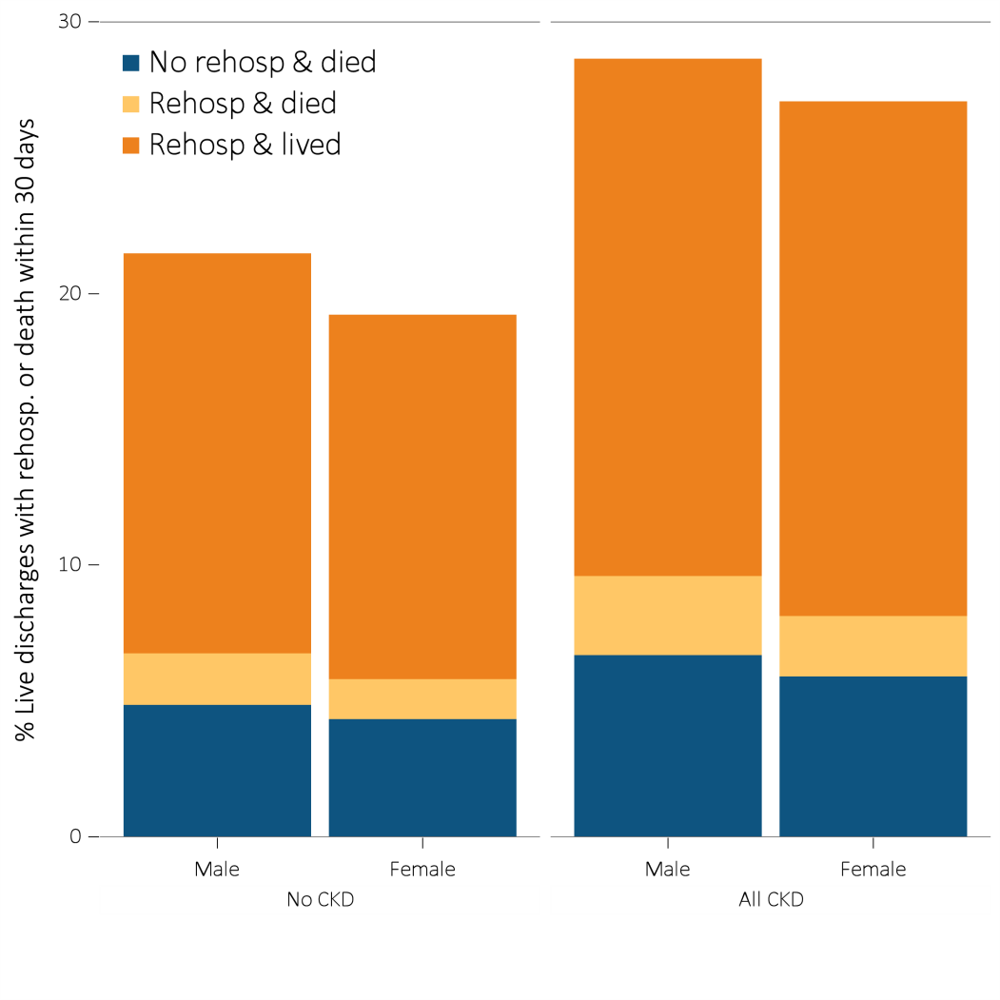 30
No rehosp & died
Rehosp & died
Rehosp & lived
% Live discharges with rehosp. or death within 30 days
20
10
0
Male Female Male Female
No CKD All CKD